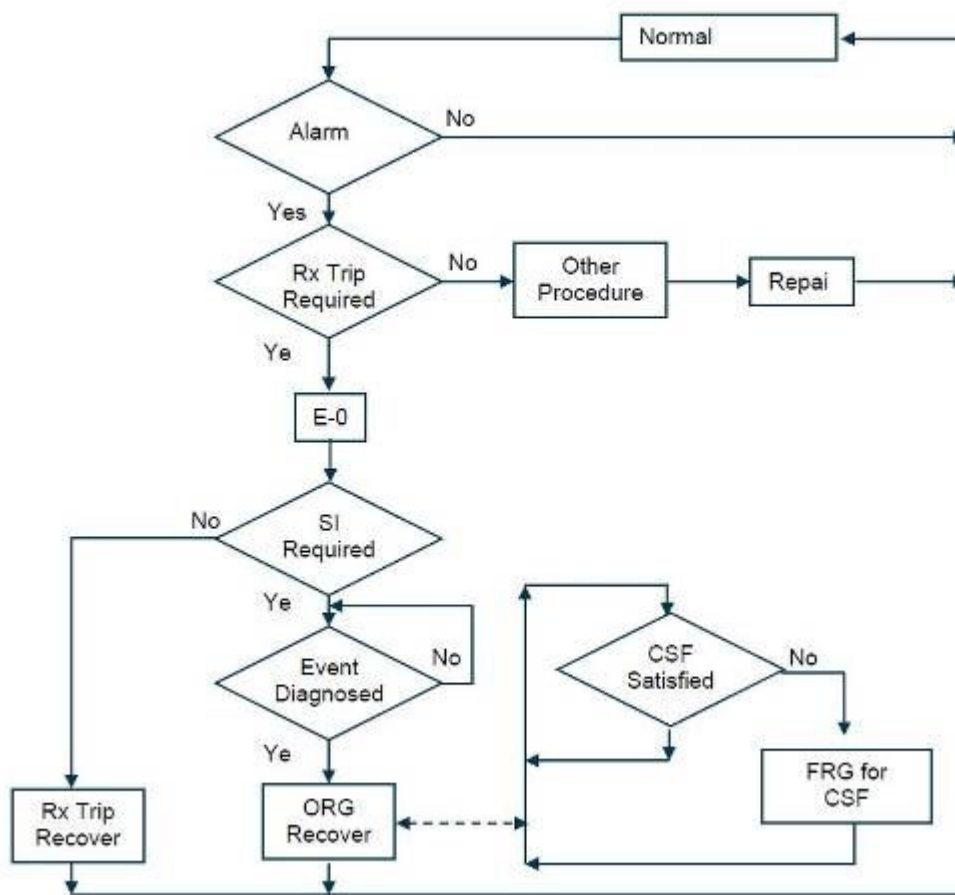 Normal
Alarm
No
Yes
Rx Trip
Required
No
Other
Procedure
Repai
Ye
E-0
No
SI
Required
Ye
Event
Diagnosed
No
CSF
Satisfied
No
Ye
Rx Trip
Recover
ORG
Recover
FRG for
CSF